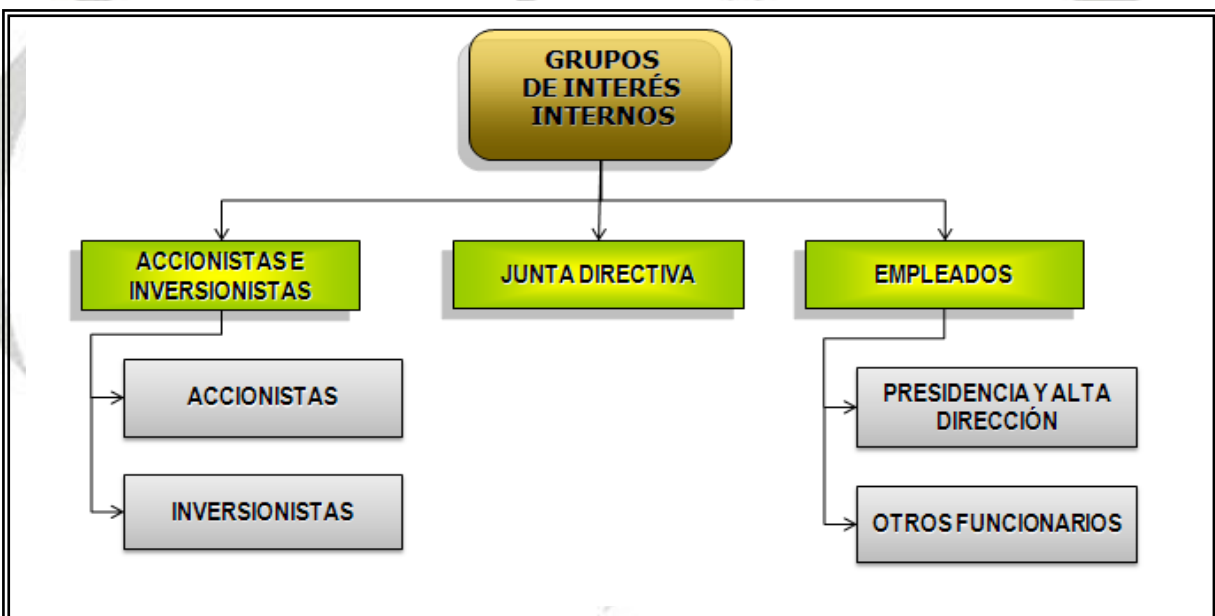 GRUPOS
DE INTERÉS
INTERNOS
ACCIONISTAS E
INVERSIONISTAS
JUNTA DIRECTIVA
EMPLEADOS
ACCIONISTAS
INVERSIONISTAS
PRESIDENCIA Y ALTA
DIRECCIÓN
OTROS FUNCIONARIOS